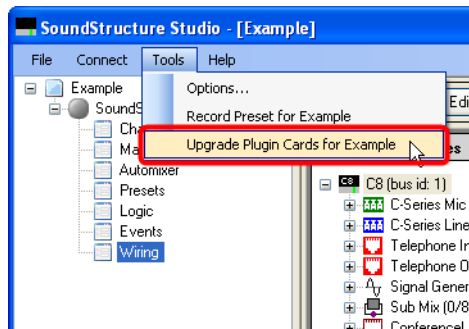 SoundStructure Studio - [Example]
File Connect Tools Help
Example
Options...
Record Preset for Example
Upgrade Plugin Cards for Example
Automixer
Presets
Logic
Events
Wiring
C8
C8 (bus id: 1)
C-Series Mic
C-Series Line
Telephone
Telephone
Signal
Sub Mix (0/8